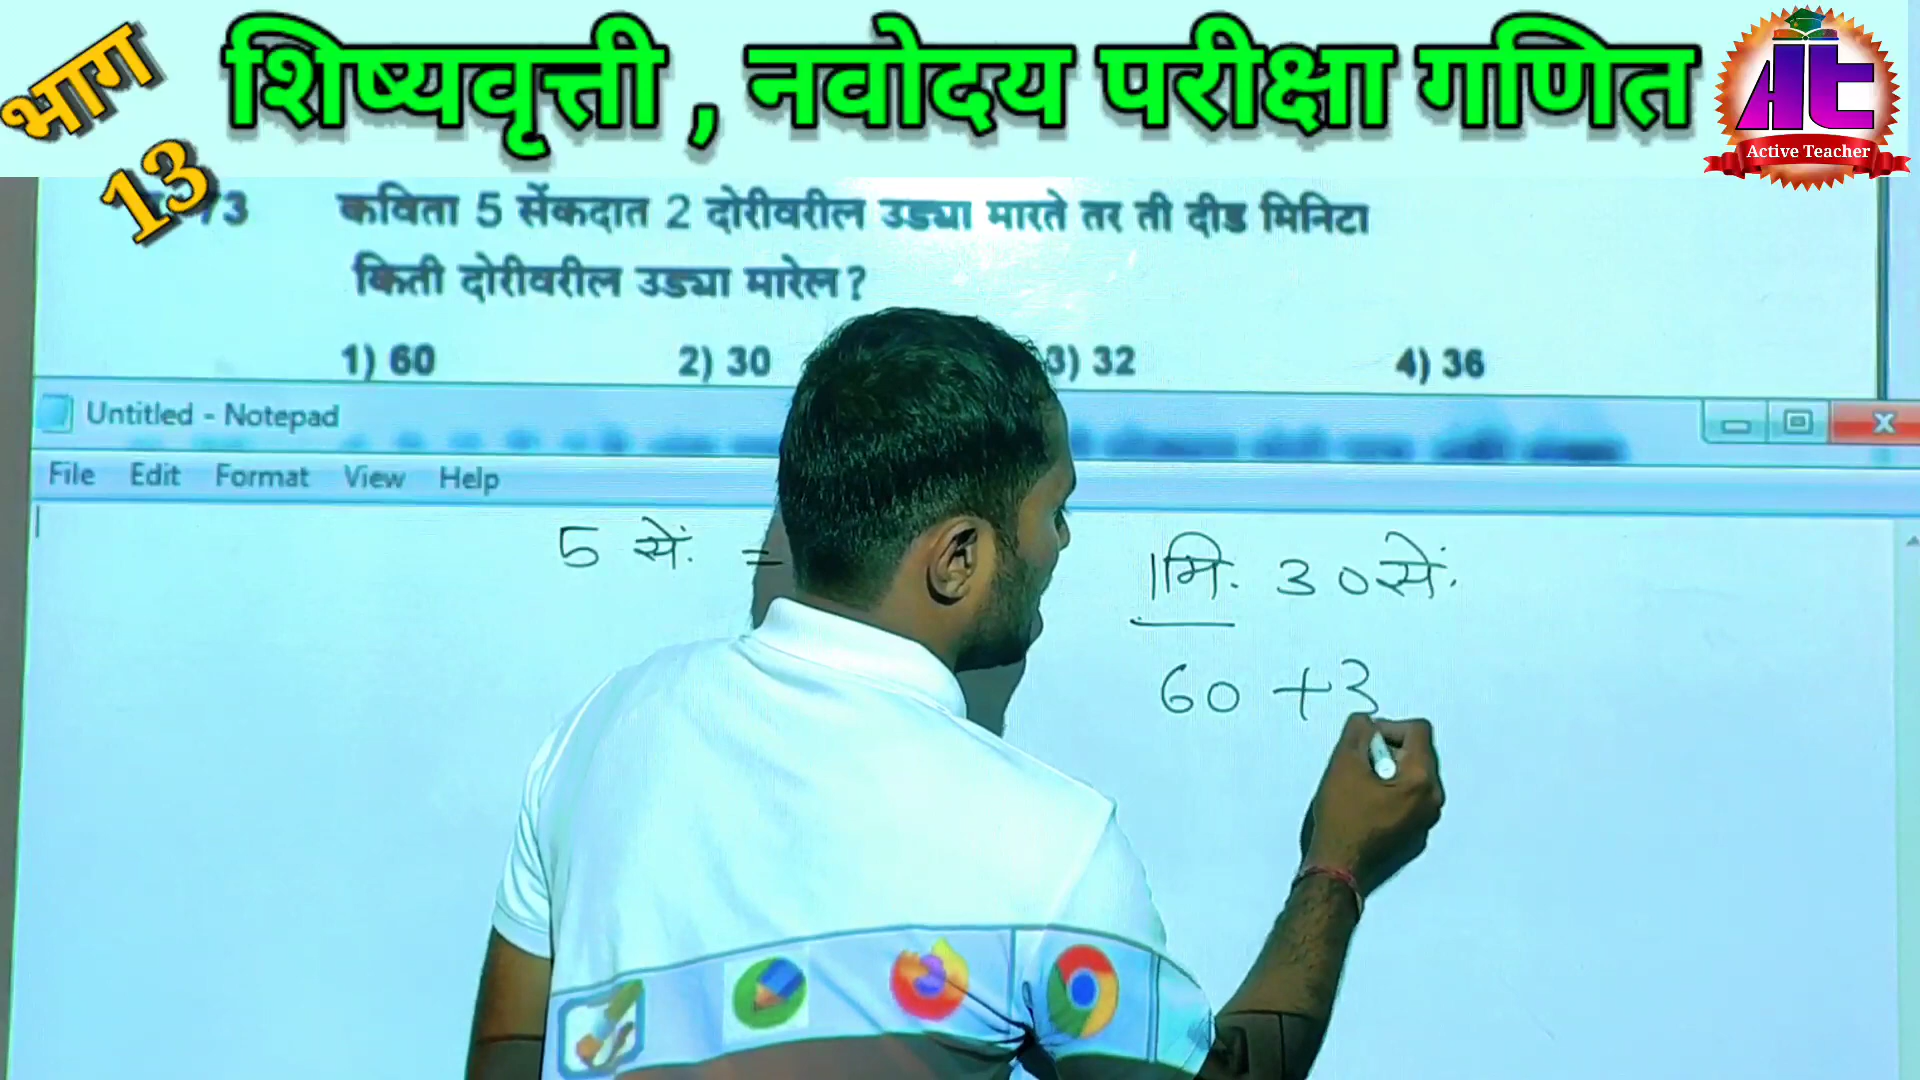 भाग
13
शिष्यवृत्ती , नवोदय परीक्षा गणित
At
Active Teacher
कविता 5 सेंकदात 2 दोरीवरील उड्या मारते तर ती दीड मिनिटा
किती दोरीवरील उड्या मारेल ?
1) 60 2) 30 3) 32 4) 36
Untitled - Notepad
File Edit Format View Help
5 सें. = 1मि. 30सें.
60 +3